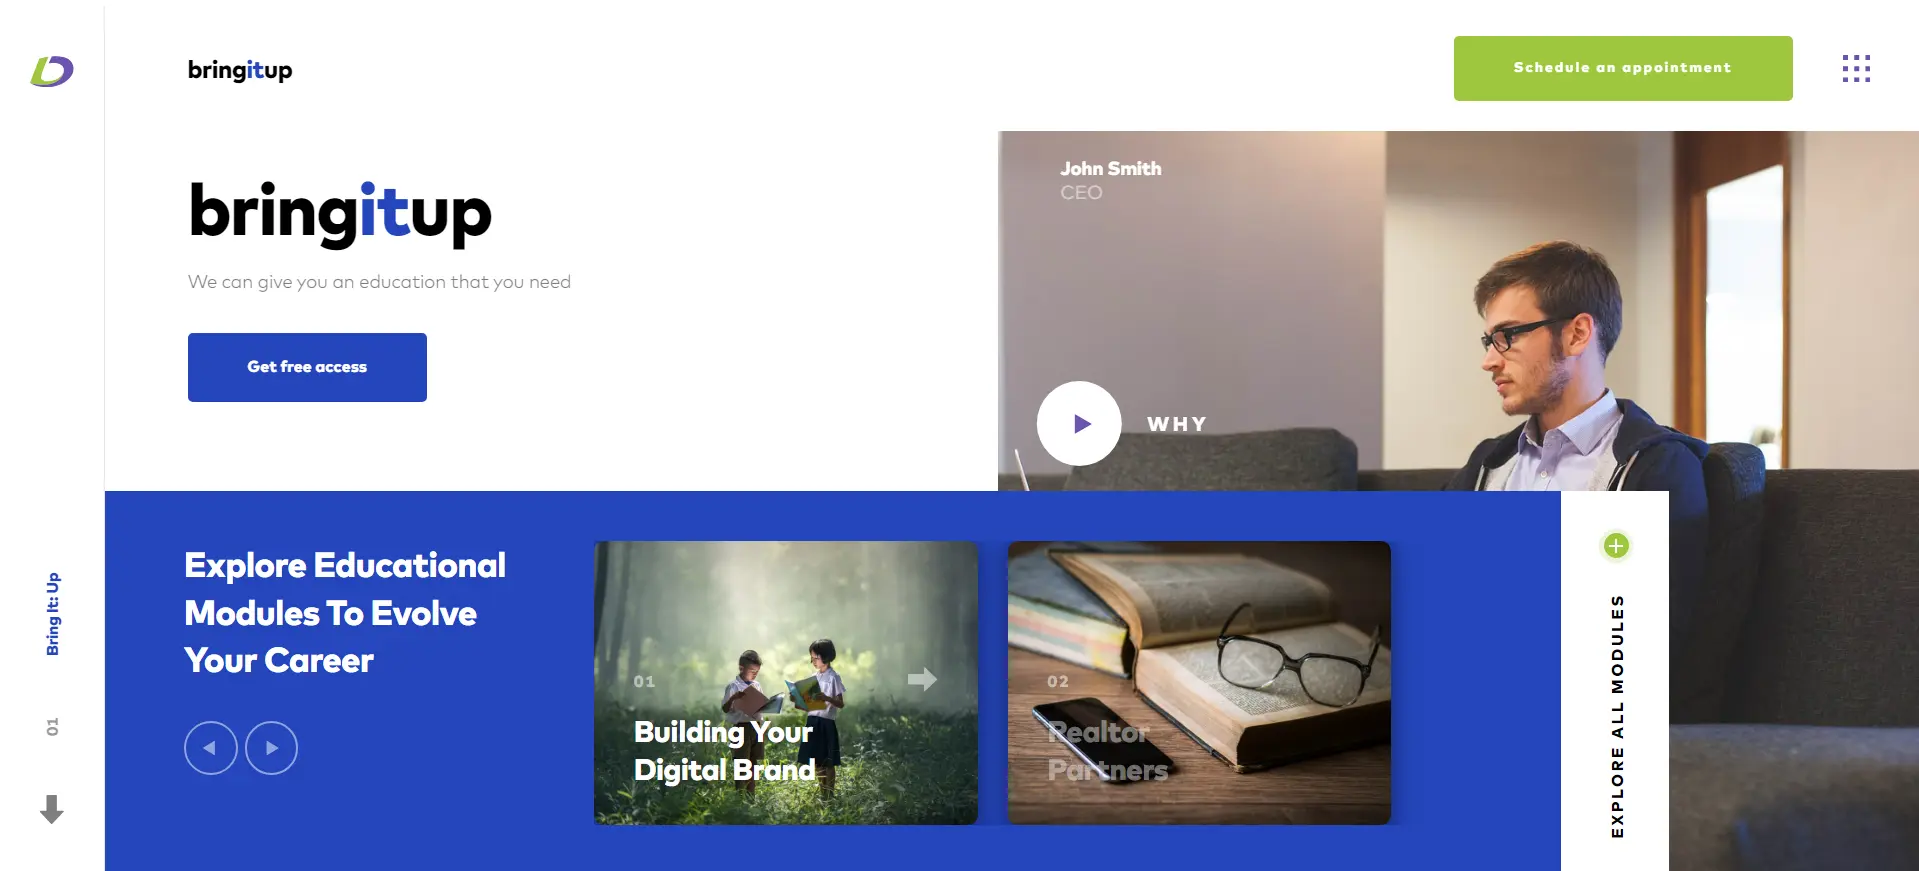 bringitup
Schedule an appointment
bringitup
We can give you an education that you need
Get free access
John Smith
CEO
WHY
Explore Educational
Modules To Evolve
Your Career
01
Building Your
Digital Brand
02
Realtor
Partners
EXPLORE ALL MODULES
Bring It: Up
01